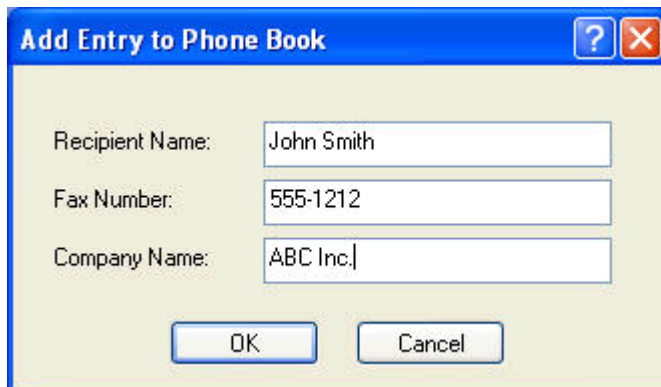 Add Entry to Phone Book
Recipient Name: John Smith
Fax Number: 555-1212
Company Name: ABC Inc.
OK Cancel